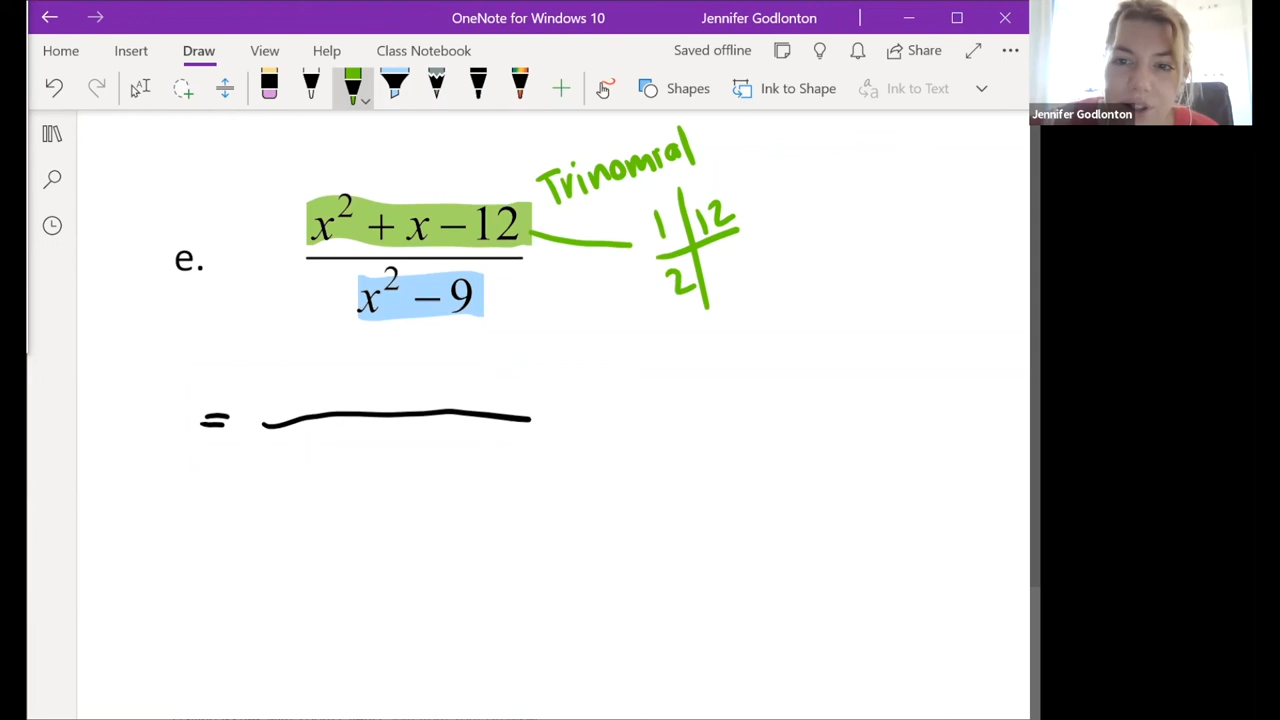 OneNote for Windows 10
Jennifer Godlonton
Home Insert Draw View Help Class Notebook Saved offline Share
Shapes Ink to Shape Ink to Text
Jennifer Godlonton
Trinomial
x² + x − 12
1 | 12
e.
x² − 9
2 |
=